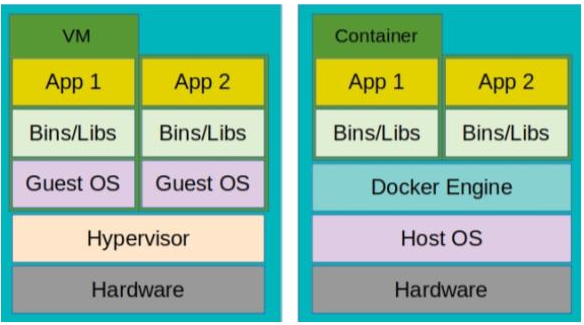 VM
App 1
App 2
Bins/Libs
Bins/Libs
Guest OS
Guest OS
Hypervisor
Hardware
Container
App 1
App 2
Bins/Libs
Bins/Libs
Docker Engine
Host OS
Hardware